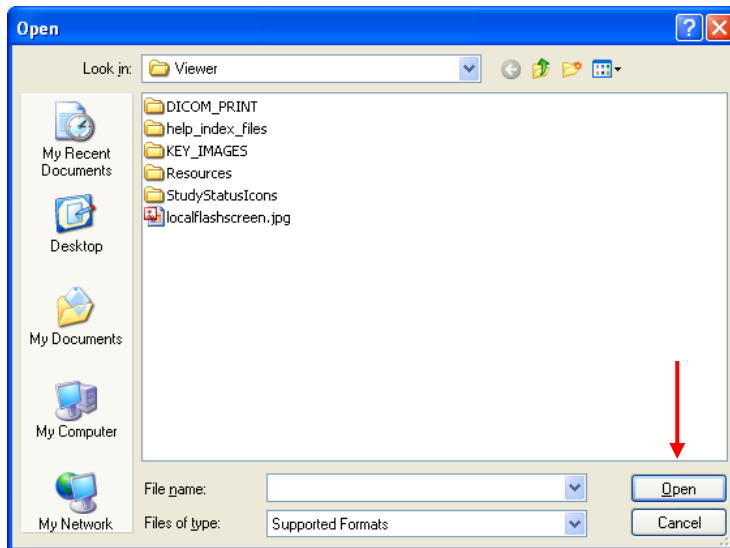 Open
Look in: Viewer
My Recent
Documents
Desktop
My Documents
My Computer
My Network
DICOM_PRINT
help_index_files
KEY_IMAGES
Resources
StudyStatusIcons
localflashscreen.jpg
File name:
Open
Files of type: Supported Formats
Cancel